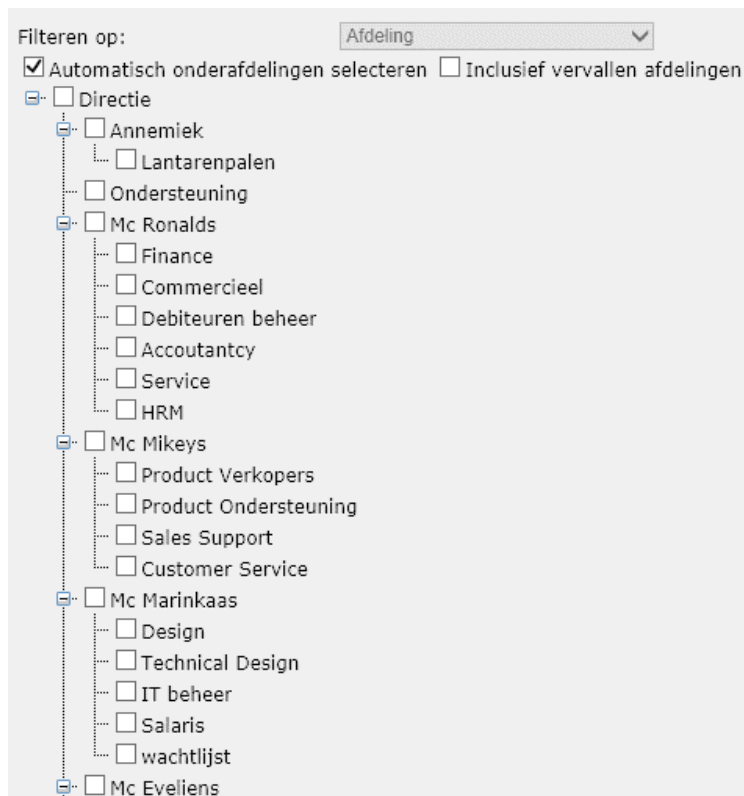 Filteren op: Afdeling
Automatisch onderafdelingen selecteren Inclusief vervallen afdelingen
Directie
Annemiek
Lantarenpalen
Ondersteuning
Mc Ronalds
Finance
Commercieel
Debiteuren beheer
Accoutantcy
Service
HRM
Mc Mikeys
Product Verkopers
Product Ondersteuning
Sales Support
Customer Service
Mc Marinkaas
Design
Technical Design
IT beheer
Salaris
wachtlijst
Mc Eveliens